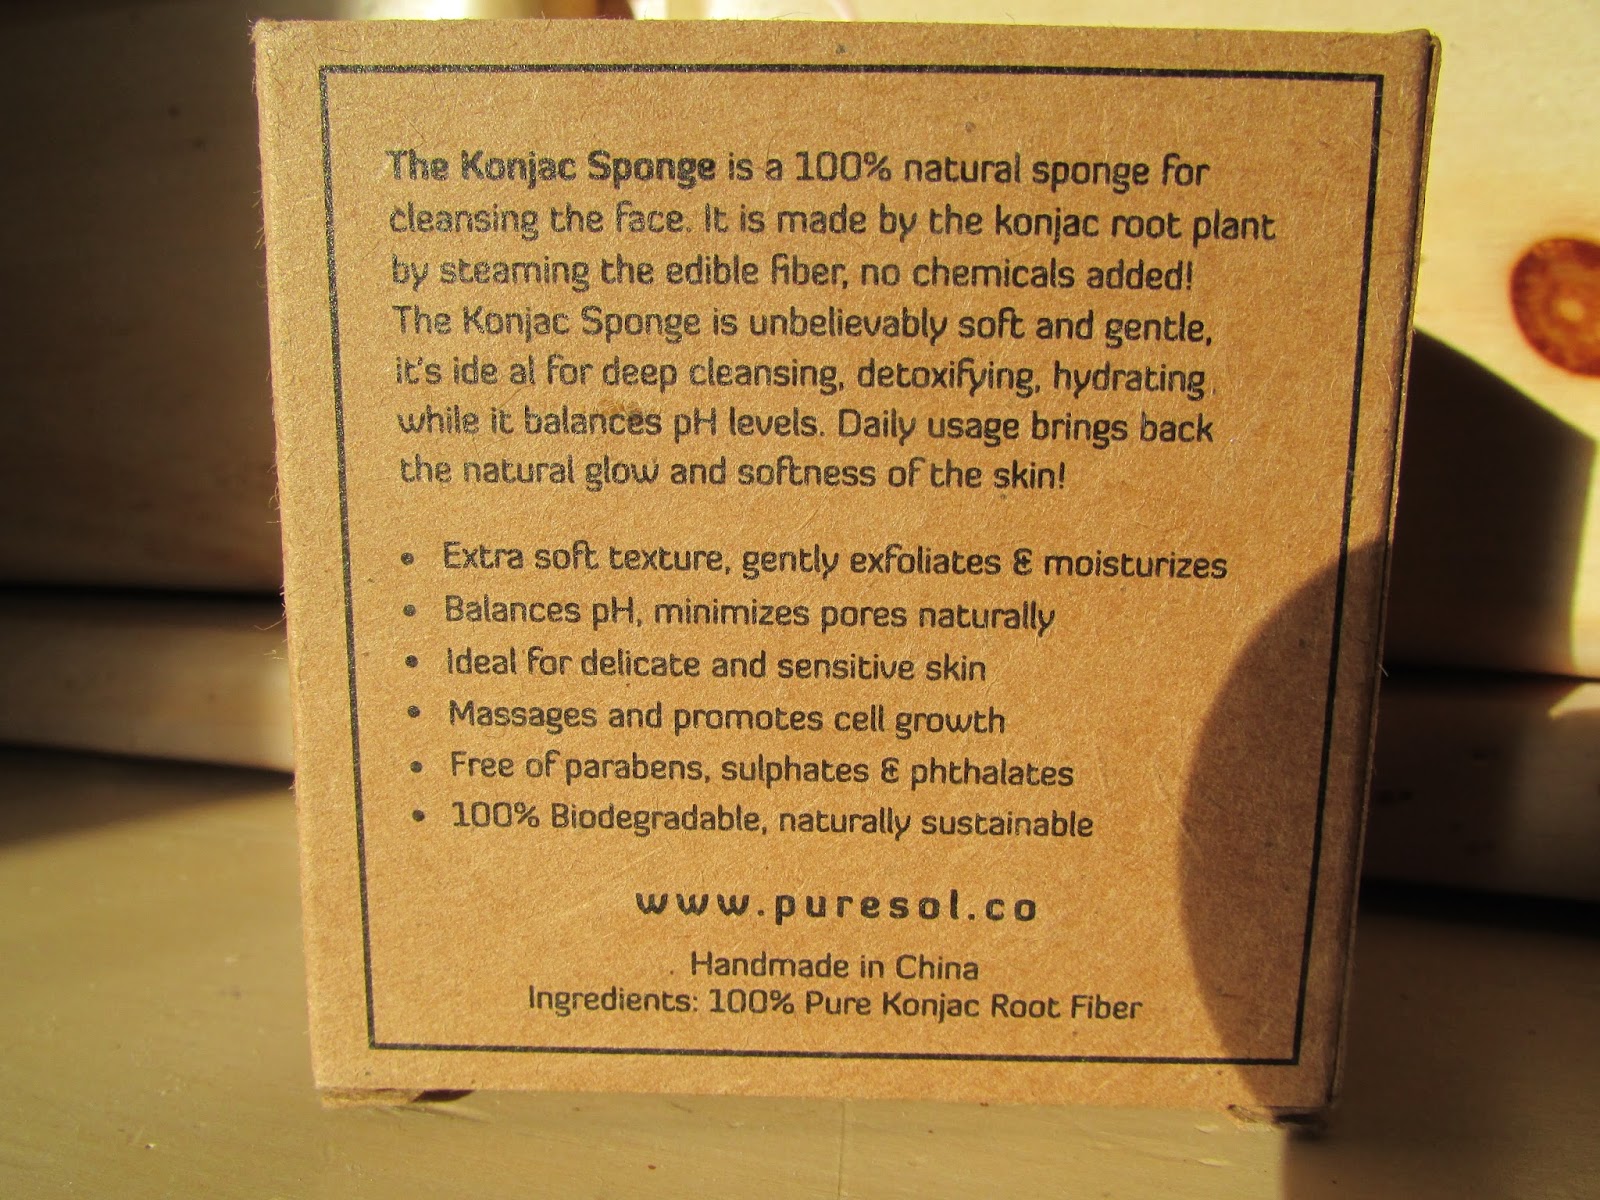 The Konjac Sponge is a 100% natural sponge for
cleansing the face. It is made by the konjac root plant
by steaming the edible fiber, no chemicals added!
The Konjac Sponge is unbelievably soft and gentle,
it's ide al for deep cleansing, detoxifying, hydrating,
while it balances pH levels. Daily usage brings back
the natural glow and softness of the skin!
• Extra soft texture, gently exfoliates & moisturizes
• Balances pH, minimizes pores naturally
• Ideal for delicate and sensitive skin
• Massages and promotes cell growth
• Free of parabens, sulphates & phthalates
• 100% Biodegradable, naturally sustainable
www.puresol.co
Handmade in China
Ingredients: 100% Pure Konjac Root Fiber